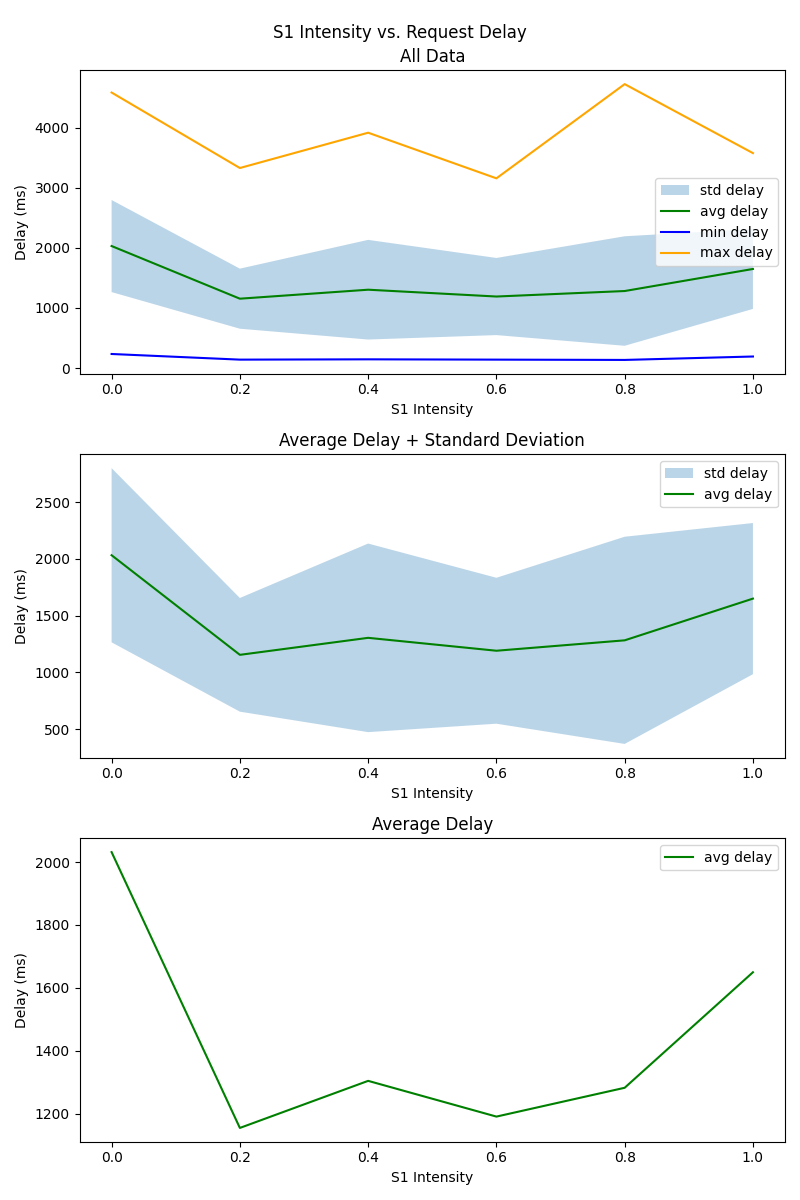 S1 Intensity vs. Request Delay
All Data
Delay (ms)
4000
3000
2000
1000
0
std delay
avg delay
min delay
max delay
0.0 0.2 0.4 0.6 0.8 1.0
S1 Intensity
Average Delay + Standard Deviation
Delay (ms)
2500
2000
1500
1000
500
std delay
avg delay
0.0 0.2 0.4 0.6 0.8 1.0
S1 Intensity
Average Delay
Delay (ms)
2000
1800
1600
1400
1200
avg delay
0.0 0.2 0.4 0.6 0.8 1.0
S1 Intensity